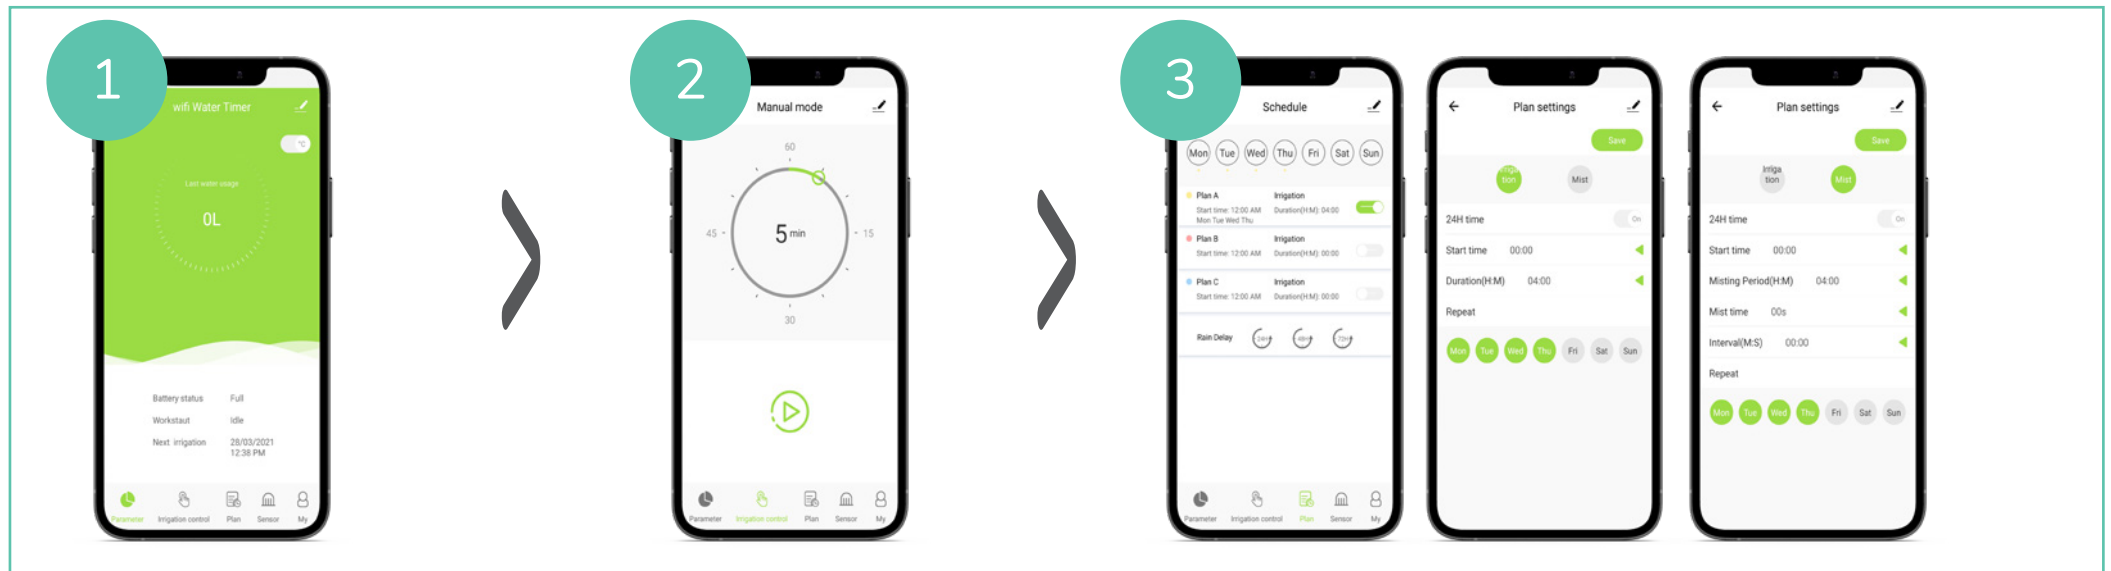 1
wifi Water Timer
°C
Last water usage
0L
Battery status Full
Workstaut Idle
Next irrigation 28/03/2021
12:38 PM
Parameter Irrigation control Plan Sensor My
2
Manual mode
60
45 5 min 15
30
Parameter Irrigation control Plan Sensor My
3
Schedule
Mon Tue Wed Thu Fri Sat Sun
Plan A Irrigation
Start time: 12:00 AM Duration(H:M): 04:00
Mon Tue Wed Thu
Plan B Irrigation
Start time: 12:00 AM Duration(H:M): 00:00
Plan C Irrigation
Start time: 12:00 AM Duration(H:M): 00:00
Rain Delay 24H 48H 72H
Parameter Irrigation control Plan Sensor My
Plan settings
Save
Irriga
tion Mist
24H time On
Start time 00:00
Duration(H:M) 04:00
Repeat
Mon Tue Wed Thu Fri Sat Sun
Plan settings
Save
Irriga
tion Mist
24H time On
Start time 00:00
Misting Period(H:M) 04:00
Mist time 00s
Interval(M:S) 00:00
Repeat
Mon Tue Wed Thu Fri Sat Sun